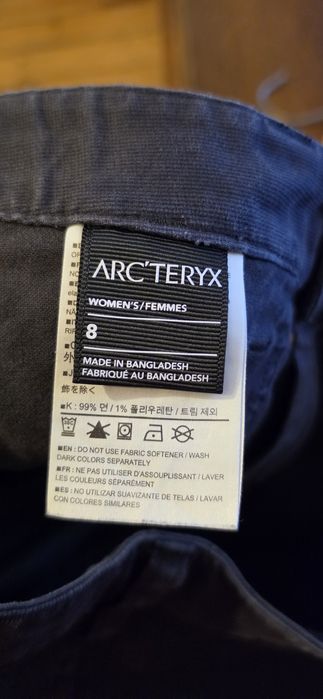 ARC'TERYX
WOMEN'S/FEMMES
8
MADE IN BANGLADESH
FABRIQUÉ AU BANGLADESH
飾を除く
■K : 99% 면 / 1% 폴리우레탄 / 트림 제외
■EN : DO NOT USE FABRIC SOFTENER / WASH
DARK COLORS SEPARATELY
■FR : NE PAS UTILISER D'ASSOUPLISSANT / LAVER
LES COULEURS SÉPARÉMENT
■ES : NO UTILIZAR SUAVIZANTE DE TELAS / LAVAR
CON COLORES SIMILARES